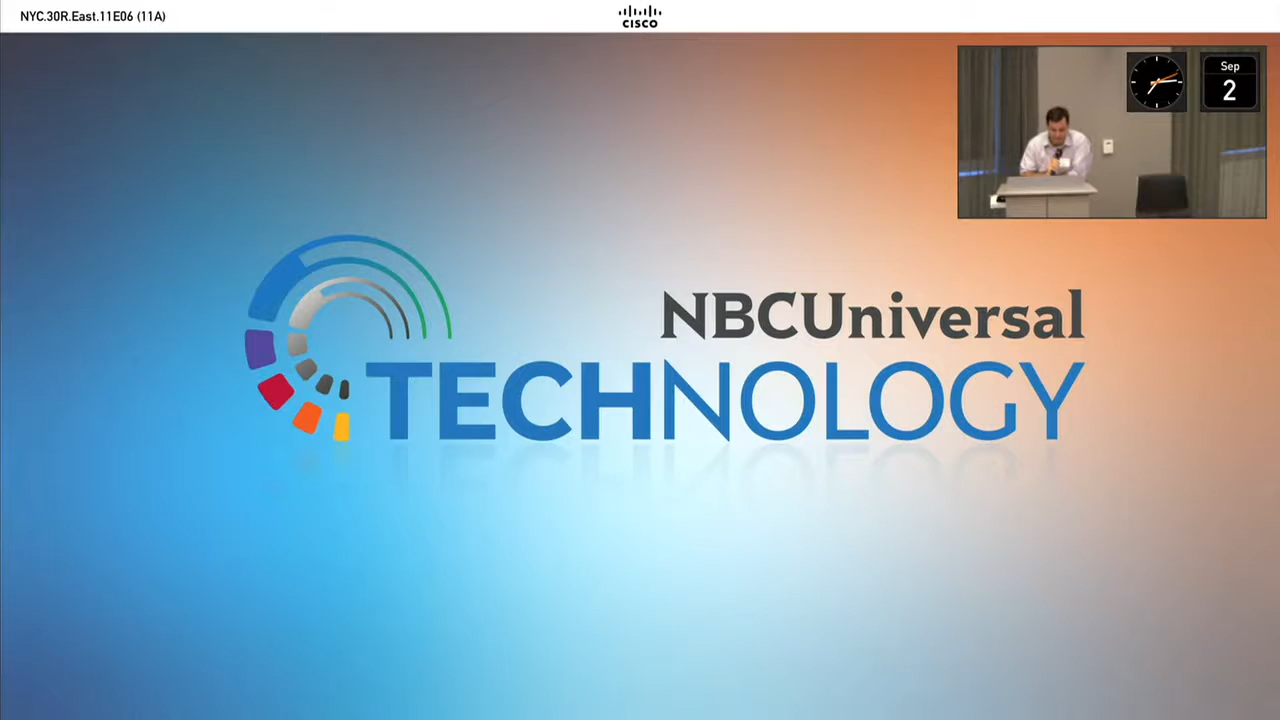 NYC.30R.East.11E06 (11A)
CISCO
Sep
2
NBCUniversal
TECHNOLOGY